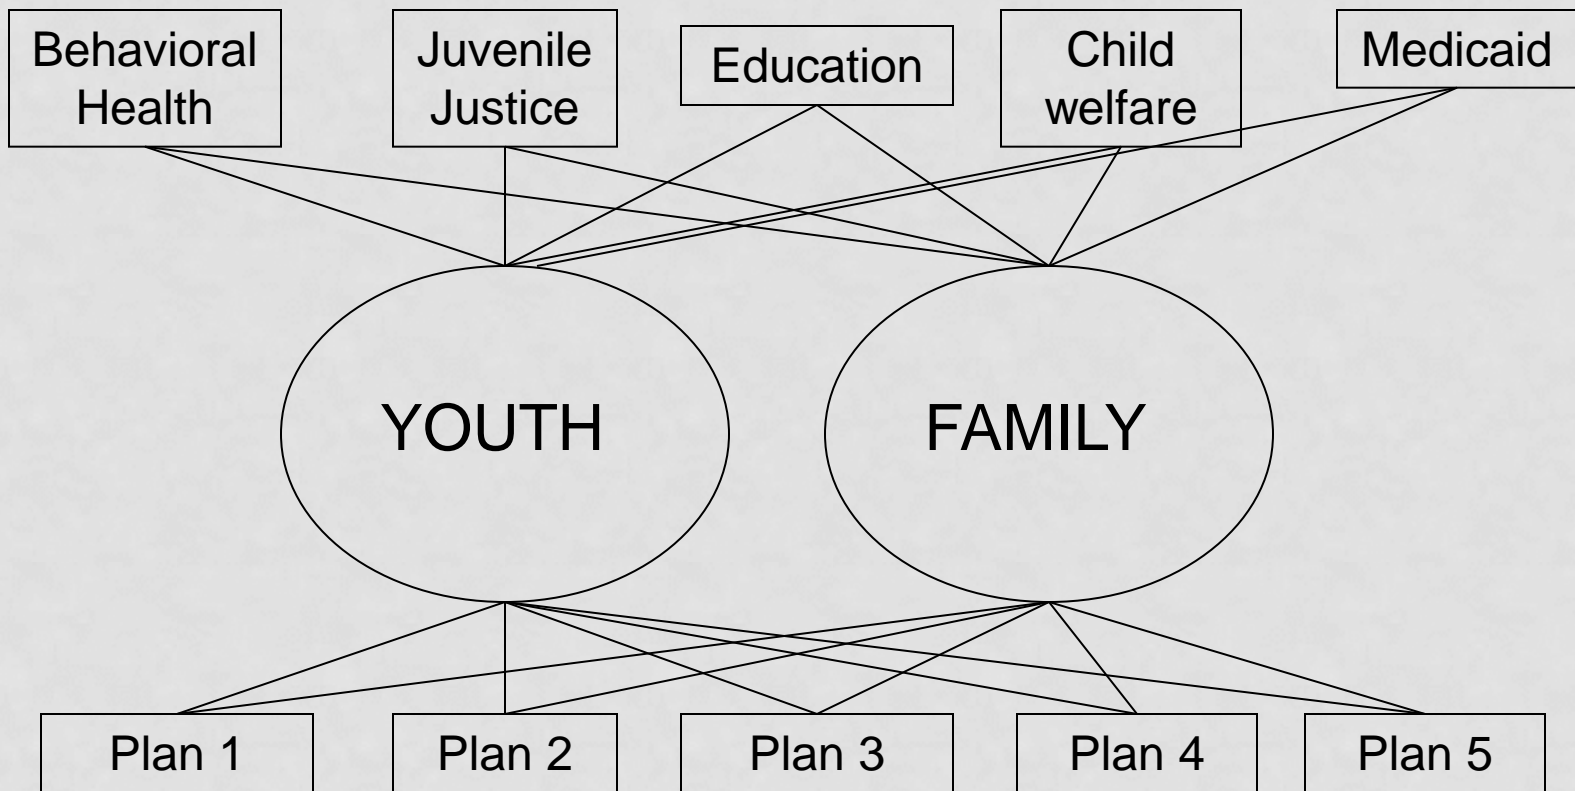 Behavioral
Health
Juvenile
Justice
Education
Child
welfare
Medicaid
YOUTH
FAMILY
Plan 1
Plan 2
Plan 3
Plan 4
Plan 5